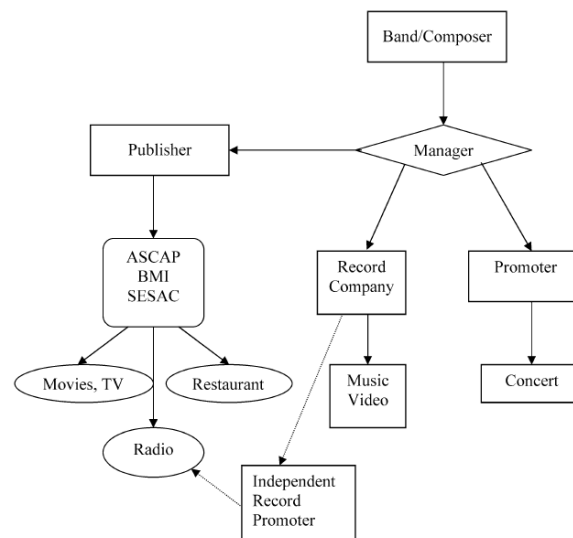 Band/Composer
Publisher
Manager
ASCAP
BMI
SESAC
Record
Company
Promoter
Movies, TV
Restaurant
Music
Video
Concert
Radio
Independent
Record
Promoter